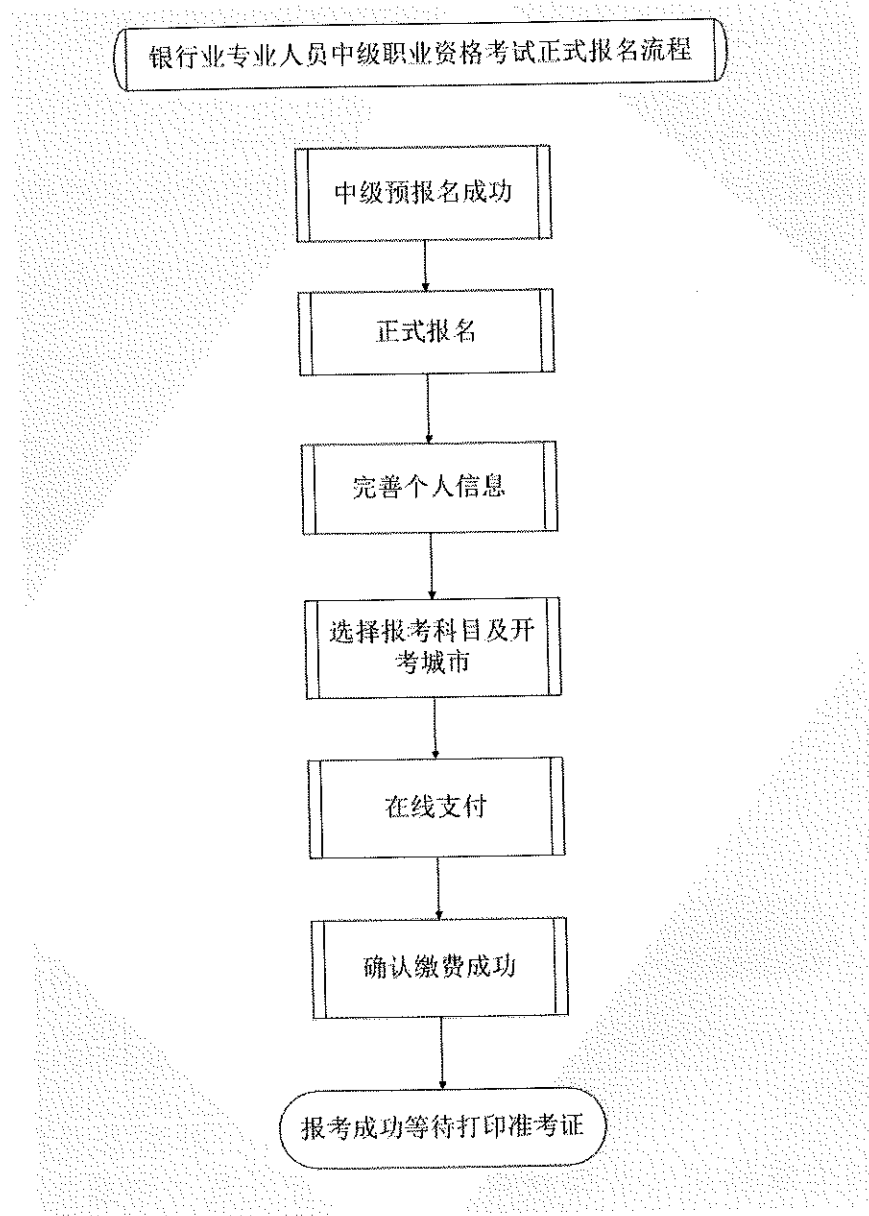 银行业专业人员中级职业资格考试正式报名流程
中级预报名成功
正式报名
完善个人信息
选择报考科目及开
考城市
在线支付
确认缴费成功
报考成功等待打印准考证